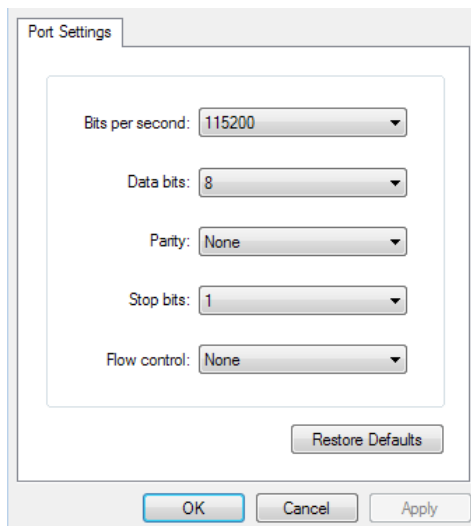 Port Settings
Bits per second: 115200
Data bits: 8
Parity: None
Stop bits: 1
Flow control: None
Restore Defaults
OK Cancel Apply